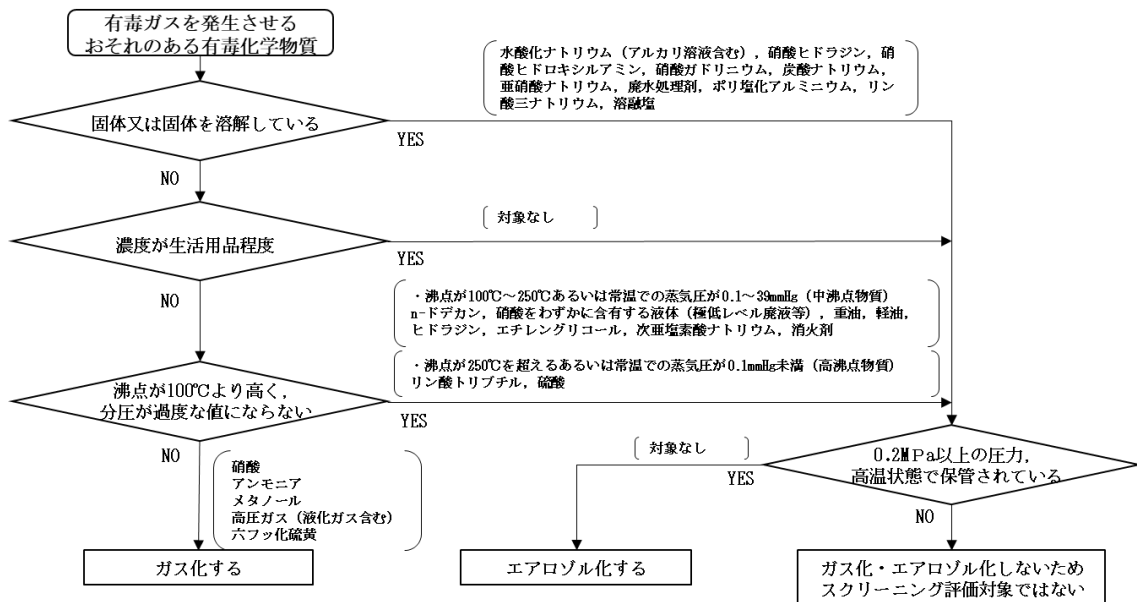 有毒ガスを発生させる
おそれのある有毒化学物質
水酸化ナトリウム（アルカリ溶液含む），硝酸ヒドラジン，硝
酸ヒドロキシルアミン，硝酸ガドリニウム，炭酸ナトリウム，
亜硝酸ナトリウム，廃水処理剤，ポリ塩化アルミニウム，リン
酸三ナトリウム，溶融塩
固体又は固体を溶解している
YES
NO
対象なし
濃度が生活用品程度
YES
NO
・沸点が100℃～250℃あるいは常温での蒸気圧が0.1～39mmHg（中沸点物質）
n-ドデカン，硝酸をわずかに含有する液体（極低レベル廃液等），重油，軽油，
ヒドラジン，エチレングリコール，次亜塩素酸ナトリウム，消火剤
・沸点が250℃を超えるあるいは常温での蒸気圧が0.1mmHg未満（高沸点物質）
リン酸トリブチル，硫酸
沸点が100℃より高く，
分圧が過度な値にならない
YES
NO
対象なし
0.2MPa以上の圧力，
高温状態で保管されている
YES
NO
硝酸
アンモニア
メタノール
高圧ガス（液化ガス含む）
六フッ化硫黄
ガス化する
エアロゾル化する
ガス化・エアロゾル化しないため
スクリーニング評価対象ではない